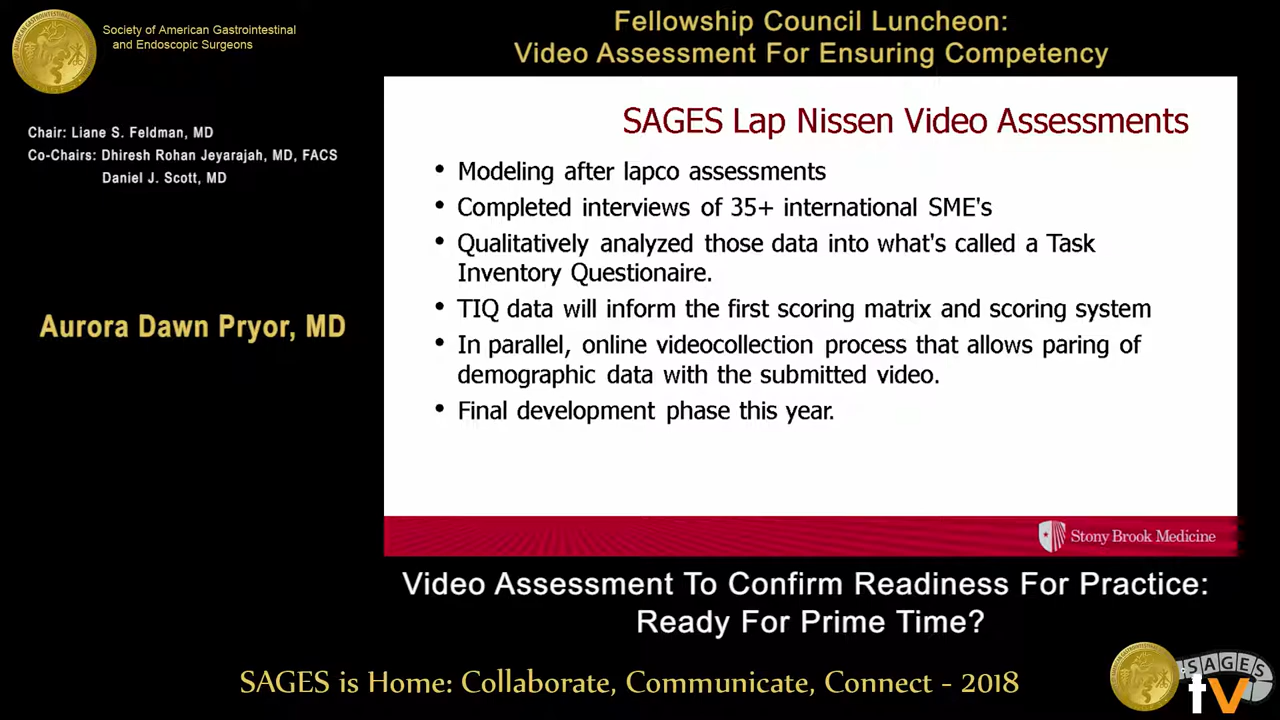 Society of American Gastrointestinal
and Endoscopic Surgeons
Chair: Liane S. Feldman, MD
Co-Chairs: Dhiresh Rohan Jeyarajah, MD, FACS
Daniel J. Scott, MD
Aurora Dawn Pryor, MD
Fellowship Council Luncheon:
Video Assessment For Ensuring Competency
SAGES Lap Nissen Video Assessments
• Modeling after lapco assessments
• Completed interviews of 35+ international SME's
• Qualitatively analyzed those data into what's called a Task
Inventory Questionaire.
• TIQ data will inform the first scoring matrix and scoring system
• In parallel, online videocollection process that allows paring of
demographic data with the submitted video.
• Final development phase this year.
Stony Brook Medicine
Video Assessment To Confirm Readiness For Practice:
Ready For Prime Time?
SAGES is Home: Collaborate, Communicate, Connect - 2018
SAGES
tv